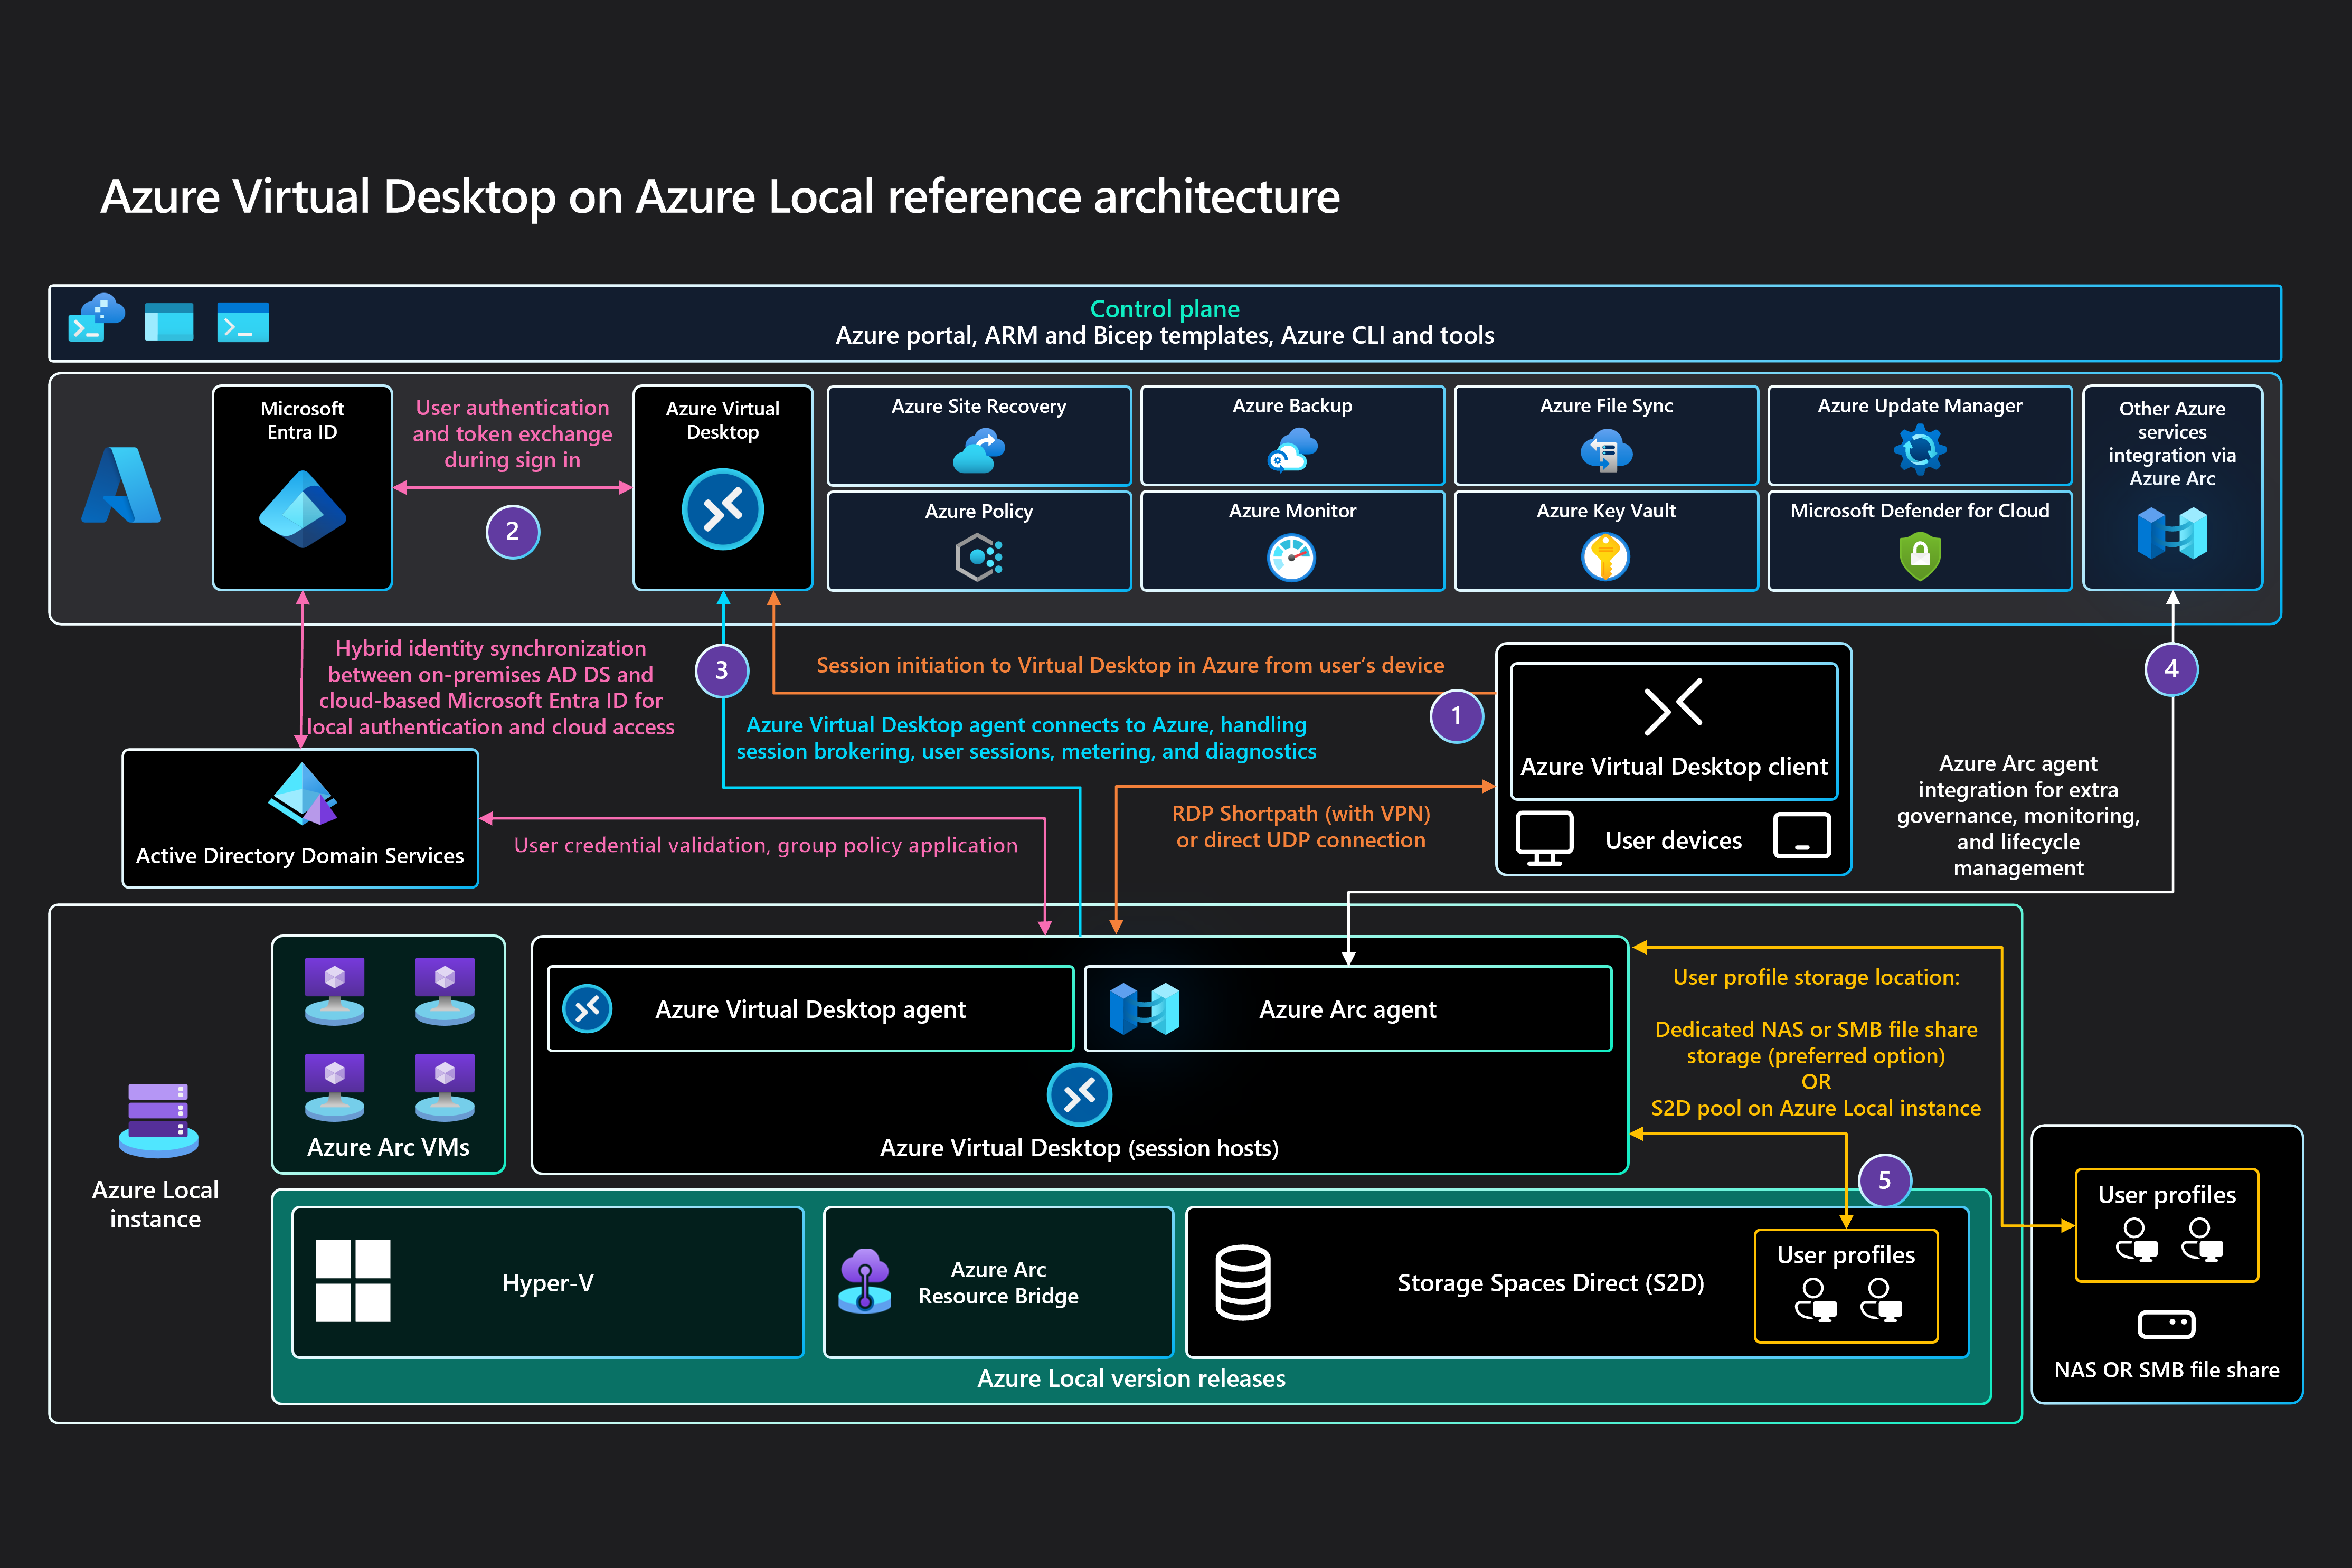 Azure Virtual Desktop on Azure Local reference architecture
Control plane
Azure portal, ARM and Bicep templates, Azure CLI and tools
Microsoft
Entra ID
User authentication
and token exchange
during sign in
2
Azure Virtual
Desktop
Azure Site Recovery
Azure Backup
Azure File Sync
Azure Update Manager
Azure Policy
Azure Monitor
Azure Key Vault
Microsoft Defender for Cloud
Other Azure
services
integration via
Azure Arc
Hybrid identity synchronization
between on-premises AD DS and
cloud-based Microsoft Entra ID for
local authentication and cloud access
3
Session initiation to Virtual Desktop in Azure from user's device
1
Azure Virtual Desktop agent connects to Azure, handling
session brokering, user sessions, metering, and diagnostics
Azure Virtual Desktop client
User devices
4
Azure Arc agent
integration for extra
governance, monitoring,
and lifecycle
management
RDP Shortpath (with VPN)
or direct UDP connection
Active Directory Domain Services
User credential validation, group policy application
Azure Local
instance
Azure Arc VMs
Azure Virtual Desktop agent
Azure Arc agent
Azure Virtual Desktop (session hosts)
User profile storage location:
Dedicated NAS or SMB file share
storage (preferred option)
OR
S2D pool on Azure Local instance
5
Hyper-V
Azure Arc
Resource Bridge
Storage Spaces Direct (S2D)
User profiles
Azure Local version releases
User profiles
NAS OR SMB file share